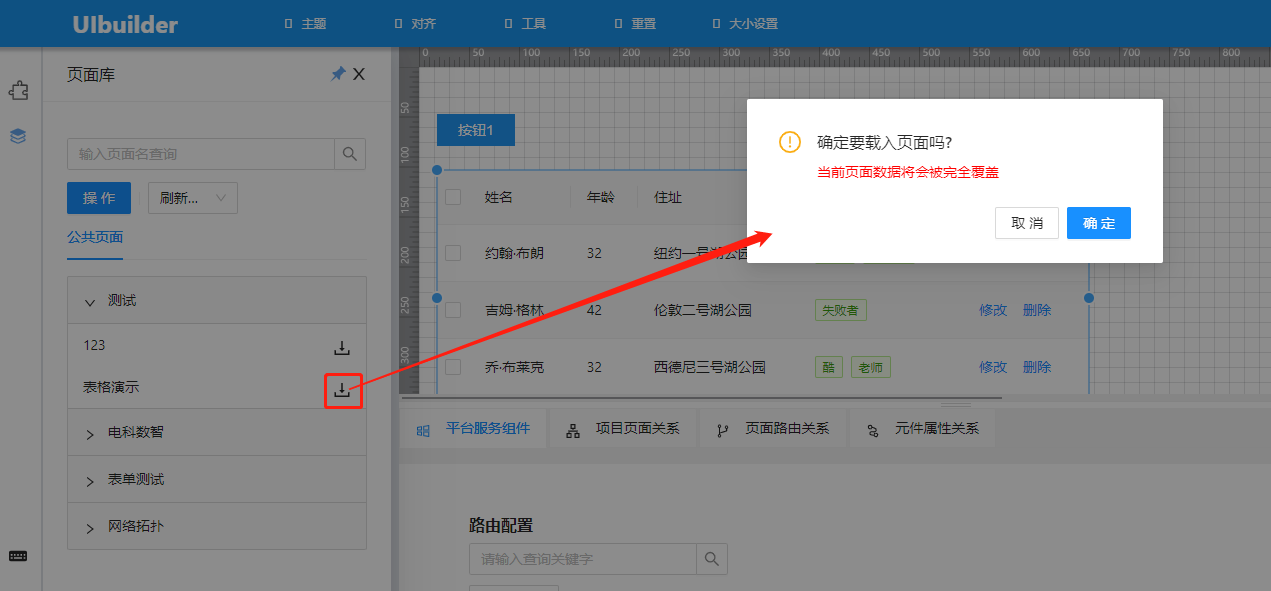 UIbuilder
主题
对齐
工具
重置
大小设置
页面库
X
输入页面名查询
操 作
刷新...
公共页面
测试
123
表格演示
电科数智
表单测试
网络拓扑
0 50 100 150 200 250 300 350 400 450 500 550 600 650 700 750 800
50
100
150
200
250
300
按钮1
姓名 年龄 住址
约翰·布朗 32 纽约一号湖公园
吉姆·格林 42 伦敦二号湖公园 失败者 修改 删除
乔·布莱克 32 西德尼三号湖公园 酷 老师 修改 删除
确定要载入页面吗?
当前页面数据将会被完全覆盖
取 消
确 定
平台服务组件
项目页面关系
页面路由关系
元件属性关系
路由配置
请输入查询关键字